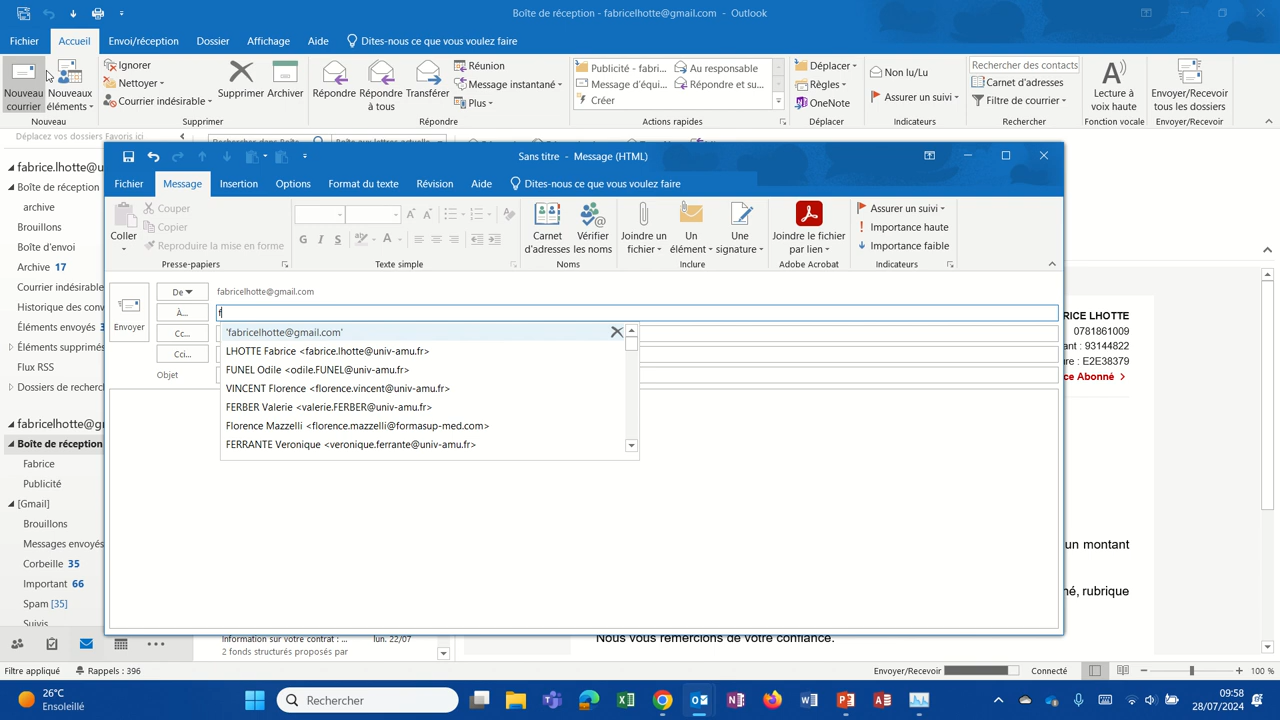 Boîte de réception - fabricelhotte@gmail.com - Outlook
Fichier Accueil Envoi/réception Dossier Affichage Aide Dites-nous ce que vous voulez faire
Nouveau courrier
Nouveaux éléments
Nouveau
Ignorer
Nettoyer
Courrier indésirable
Supprimer Archiver
Supprimer
Répondre
Répondre à tous
Transférer
Réunion
Message instantané
Plus
Répondre
Publicité - fabri...
Message d'équi...
Créer
Au responsable
Répondre et su...
Actions rapides
Déplacer
Règles
OneNote
Déplacer
Non lu/Lu
Assurer un suivi
Indicateurs
Rechercher des contacts
Carnet d'adresses
Filtrer le courrier
Rechercher
Lecture à voix haute
Fonction vocale
Envoyer/Recevoir tous les dossiers
Envoyer/Recevoir
Déplacez vos dossiers Favoris ici
fabrice.lhotte@u
Boîte de réception
archive
Brouillons
Boîte d'envoi
Archive 17
Courrier indésirable
Historique des conv
Éléments envoyés
Éléments supprimés
Flux RSS
Dossiers de recherc
fabricelhotte@gmai
Boîte de réception
Fabrice
Publicité
[Gmail]
Brouillons
Messages envoyés
Corbeille 35
Important 66
Spam [35]
Suivis
Sans titre - Message (HTML)
Fichier Message Insertion Options Format du texte Révision Aide Dites-nous ce que vous voulez faire
Coller
Couper
Copier
Reproduire la mise en forme
Presse-papiers
G I S
A
Texte simple
Carnet d'adresses
Vérifier les noms
Noms
Joindre un fichier
Un élément
Une signature
Inclure
Joindre le fichier par lien
Adobe Acrobat
Assurer un suivi
Importance haute
Importance faible
Indicateurs
Envoyer
De fabricelhotte@gmail.com
À... f
Cc...
Cci...
Objet
'fabricelhotte@gmail.com'
LHOTTE Fabrice <fabrice.lhotte@univ-amu.fr>
FUNEL Odile <odile.FUNEL@univ-amu.fr>
VINCENT Florence <florence.vincent@univ-amu.fr>
FERBER Valerie <valerie.FERBER@univ-amu.fr>
Florence Mazzelli <florence.mazzelli@formasup-med.com>
FERRANTE Veronique <veronique.ferrante@univ-amu.fr>
RICE LHOTTE
0781861009
ant : 93144822
ure : E2E38379
ce Abonné
un montant
né, rubrique
Nous vous remercions de votre confiance.
Information sur votre contrat : ... lun. 22/07
2 fonds structurés proposés par
Filtre appliqué Rappels : 396 Envoyer/Recevoir Connecté 100 %
26°C
Ensoleillé
Rechercher
09:58
28/07/2024